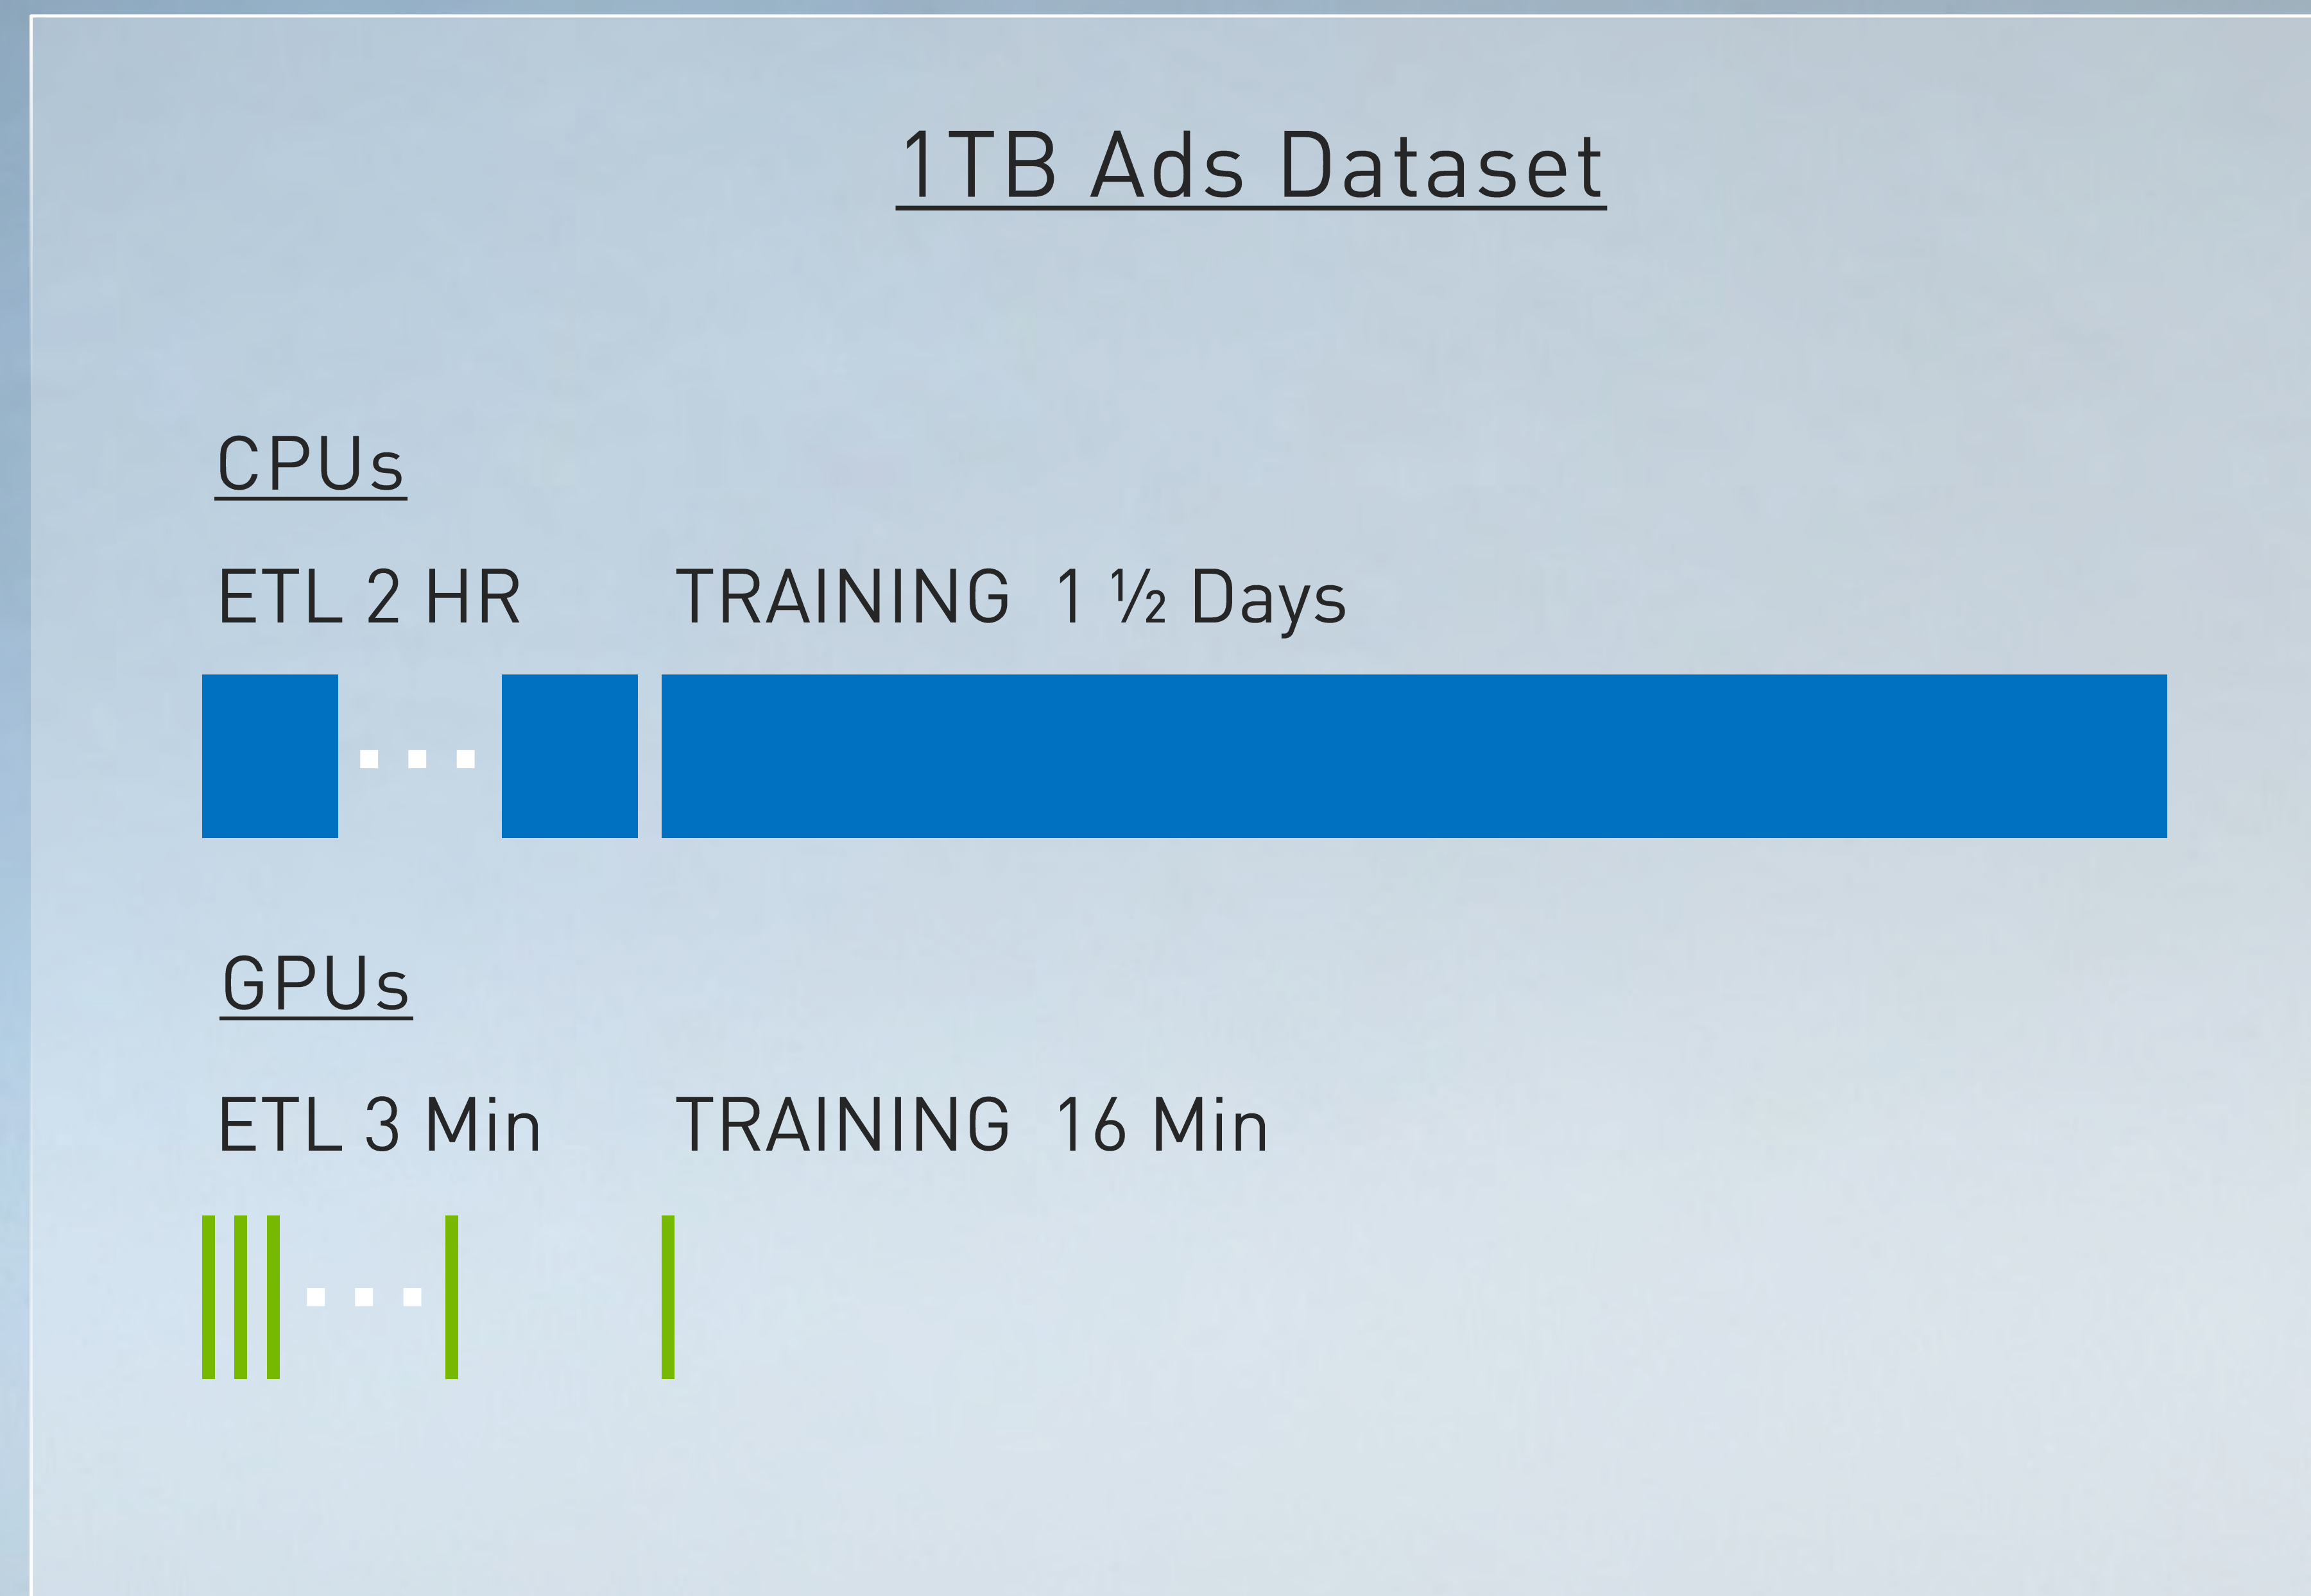 1TB Ads Dataset
CPUs
ETL 2 HR TRAINING 1 ½ Days
GPUs
ETL 3 Min TRAINING 16 Min